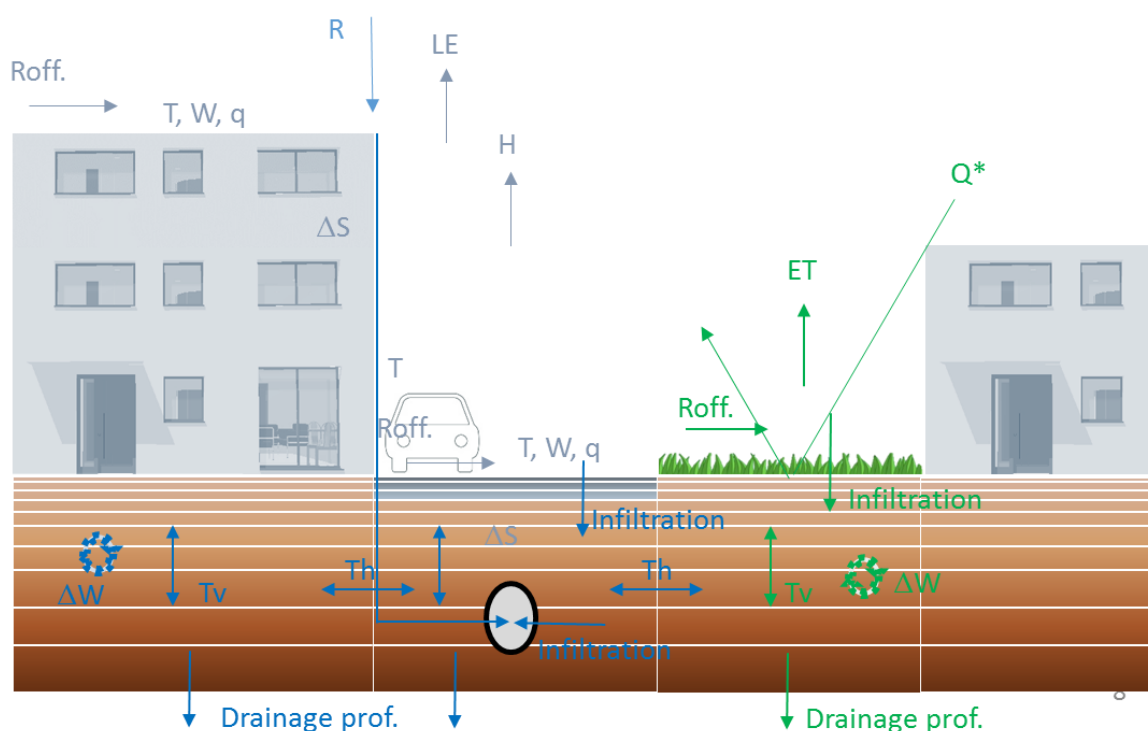 R
LE
Roff.
T, W, q
H
Q*
ΔS
ET
T
Roff.
Roff.
T, W, q
Infiltration
Infiltration
ΔS
Th
Th
ΔW
Tv
Tv
ΔW
Infiltration
8
Drainage prof.
Drainage prof.